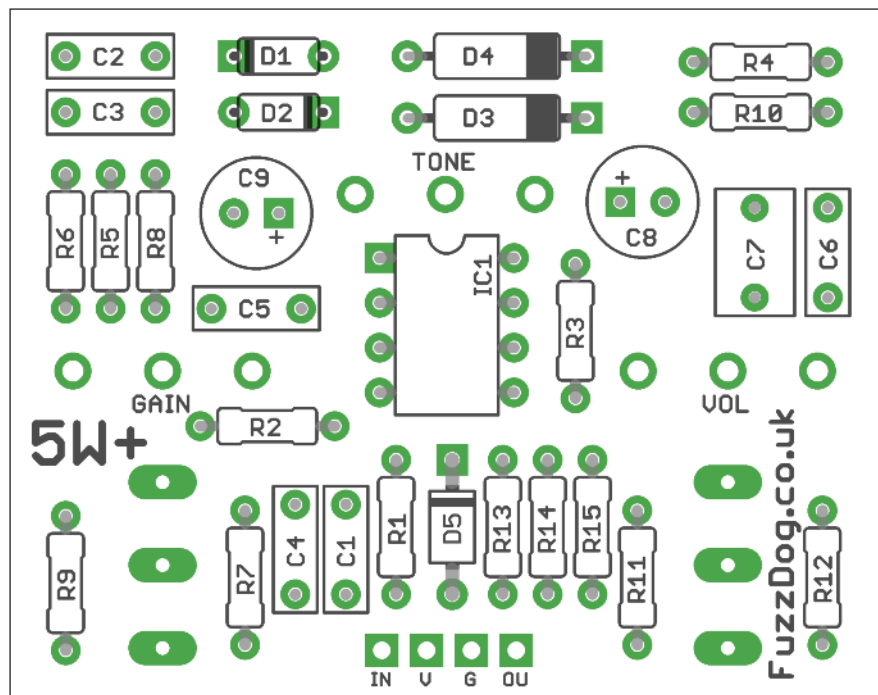 C2
D1
D4
R4
C3
D2
D3
R10
TONE
C9
+
+
C8
R6
R5
R8
IC1
C7
C6
C5
R3
GAIN
VOL
R2
5W+
FuzzDog.co.uk
R9
R7
C4
C1
R1
D5
R13
R14
R15
R11
R12
IN
V
G
OU